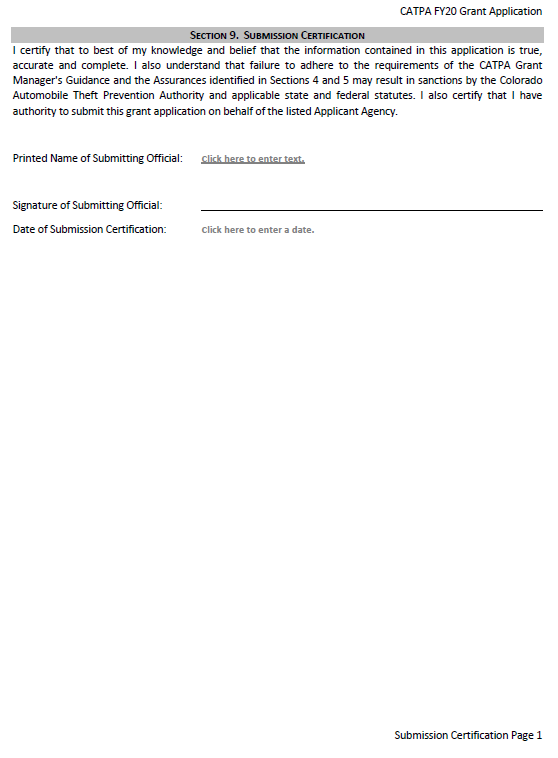 CATPA FY20 Grant Application
SECTION 9. SUBMISSION CERTIFICATION
I certify that to best of my knowledge and belief that the information contained in this application is true,
accurate and complete. I also understand that failure to adhere to the requirements of the CATPA Grant
Manager's Guidance and the Assurances identified in Sections 4 and 5 may result in sanctions by the Colorado
Automobile Theft Prevention Authority and applicable state and federal statutes. I also certify that I have
authority to submit this grant application on behalf of the listed Applicant Agency.
Printed Name of Submitting Official: Click here to enter text.
Signature of Submitting Official:
Date of Submission Certification: Click here to enter a date.
Submission Certification Page 1